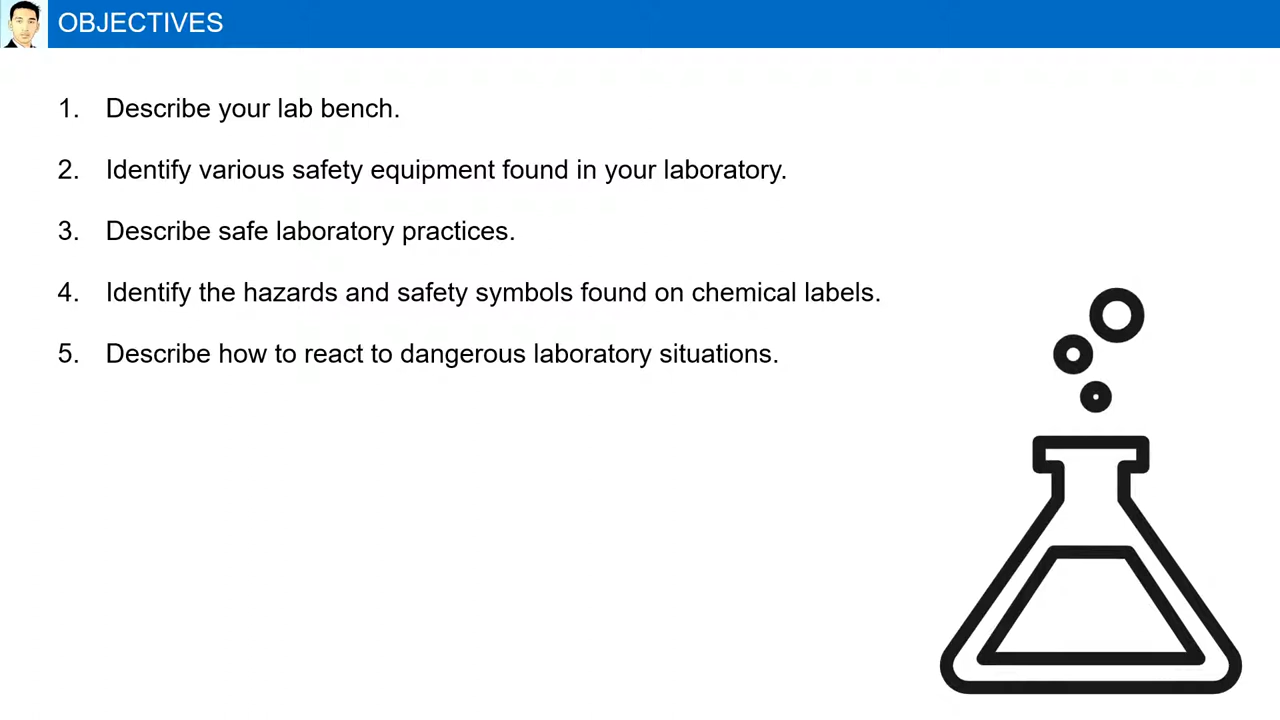 OBJECTIVES
1. Describe your lab bench.
2. Identify various safety equipment found in your laboratory.
3. Describe safe laboratory practices.
4. Identify the hazards and safety symbols found on chemical labels.
5. Describe how to react to dangerous laboratory situations.